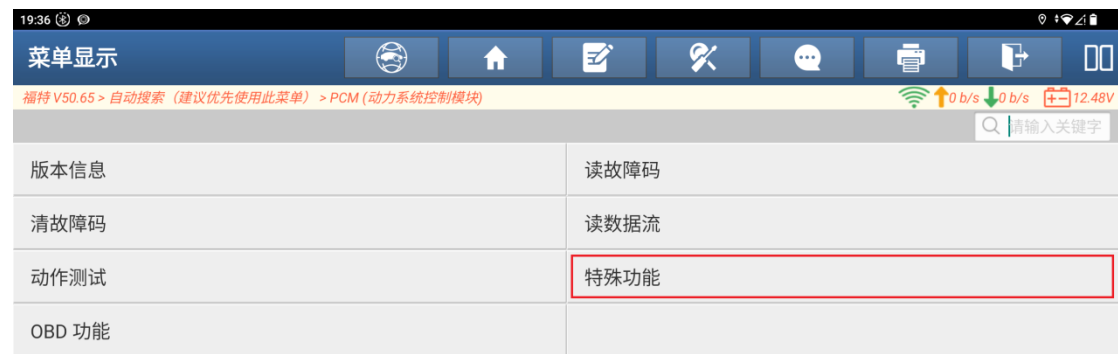 19:36
菜单显示
福特 V50.65 > 自动搜索（建议优先使用此菜单） > PCM (动力系统控制模块)
0 b/s 0 b/s 12.48V
请输入关键字
版本信息 读故障码
清故障码 读数据流
动作测试 特殊功能
OBD 功能